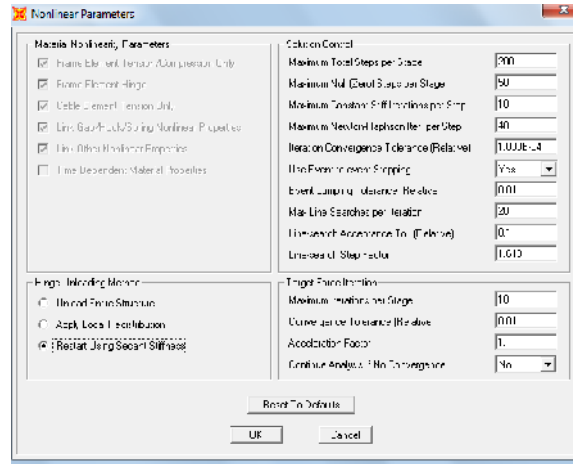 Nonlinear Parameters
Material Nonlinearity Parameters
Frame Element Tension/Compression Only
Frame Element Hinge
Cable Element Tension Only
Link Gap/Hook/Spring Nonlinear Properties
Link Other Nonlinear Properties
Time Dependent Material Properties
Solution Control
Maximum Total Steps per Stage 200
Maximum Null (Zero) Steps per Stage 50
Maximum Constant-Stiff Iterations per Step 10
Maximum Newton-Raphson Iter. per Step 40
Iteration Convergence Tolerance (Relative) 1.000E-04
Use Event-to-event Stepping Yes
Event Lumping Tolerance (Relative) 0.01
Max Line Searches per Iteration 20
Line-search Acceptance Tol. (Relative) 0.1
Line-search Step Factor 1.618
Hinge Unloading Method
Unload Entire Structure
Apply Local Redistribution
Restart Using Secant Stiffness
Target Force Iteration
Maximum Iterations per Stage 10
Convergence Tolerance (Relative) 0.01
Acceleration Factor 1.
Continue Analysis If No Convergence No
Reset To Defaults
OK Cancel